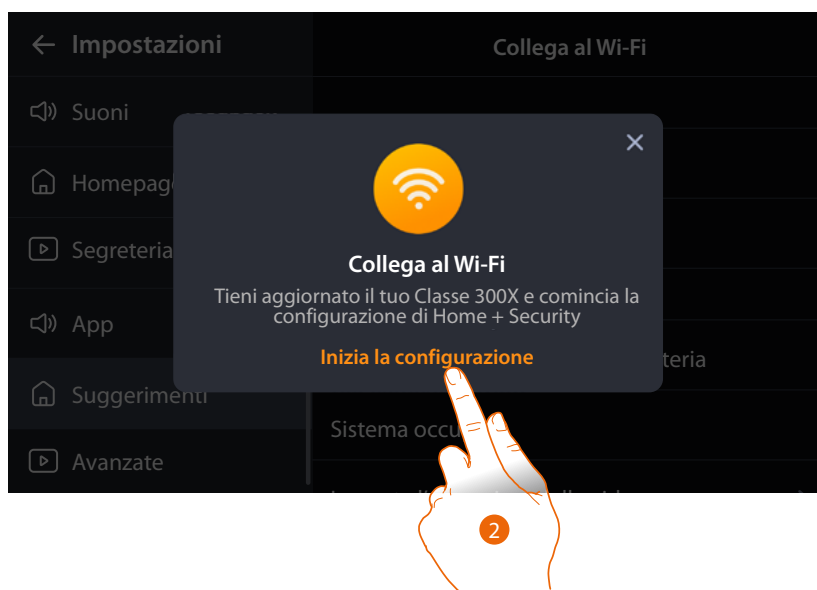 Impostazioni
Collega al Wi-Fi
Suoni
Homepag
Segreteria
App
Suggerimenti
Avanzate
Collega al Wi-Fi
Tieni aggiornato il tuo Classe 300X e comincia la
configurazione di Home + Security
Inizia la configurazione
teria
Sistema occu
2